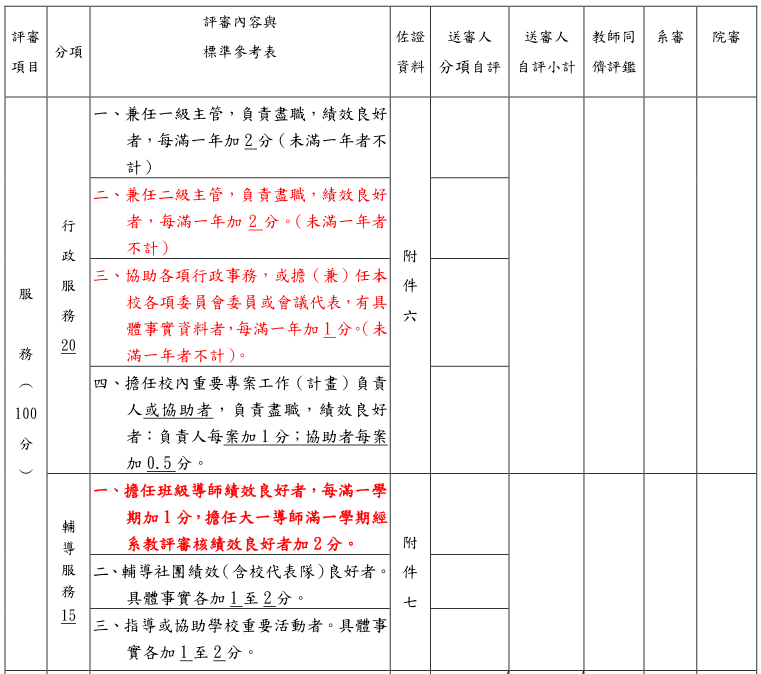 評審項目
分項
評審內容與
標準參考表
佐證資料
送審人
分項自評
送審人
自評小計
教師同
儕評鑑
系審
院審
服務（100分）
行政服務20
一、兼任一級主管，負責盡職，績效良好
者，每滿一年加2分（未滿一年者不
計）
二、兼任二級主管，負責盡職，績效良好
者，每滿一年加2分。（未滿一年者
不計）
三、協助各項行政事務，或擔（兼）任本
校各項委員會委員或會議代表，有具
體事實資料者，每滿一年加1分。（未
滿一年者不計）。
四、擔任校內重要專案工作（計畫）負責
人或協助者，負責盡職，績效良好
者：負責人每案加1分；協助者每案
加0.5分。
附件六
輔導服務15
一、擔任班級導師績效良好者，每滿一學
期加1分，擔任大一導師滿一學期經
系教評審核績效良好者加2分。
二、輔導社團績效（含校代表隊）良好者。
具體事實各加1至2分。
三、指導或協助學校重要活動者。具體事
實各加1至2分。
附件七